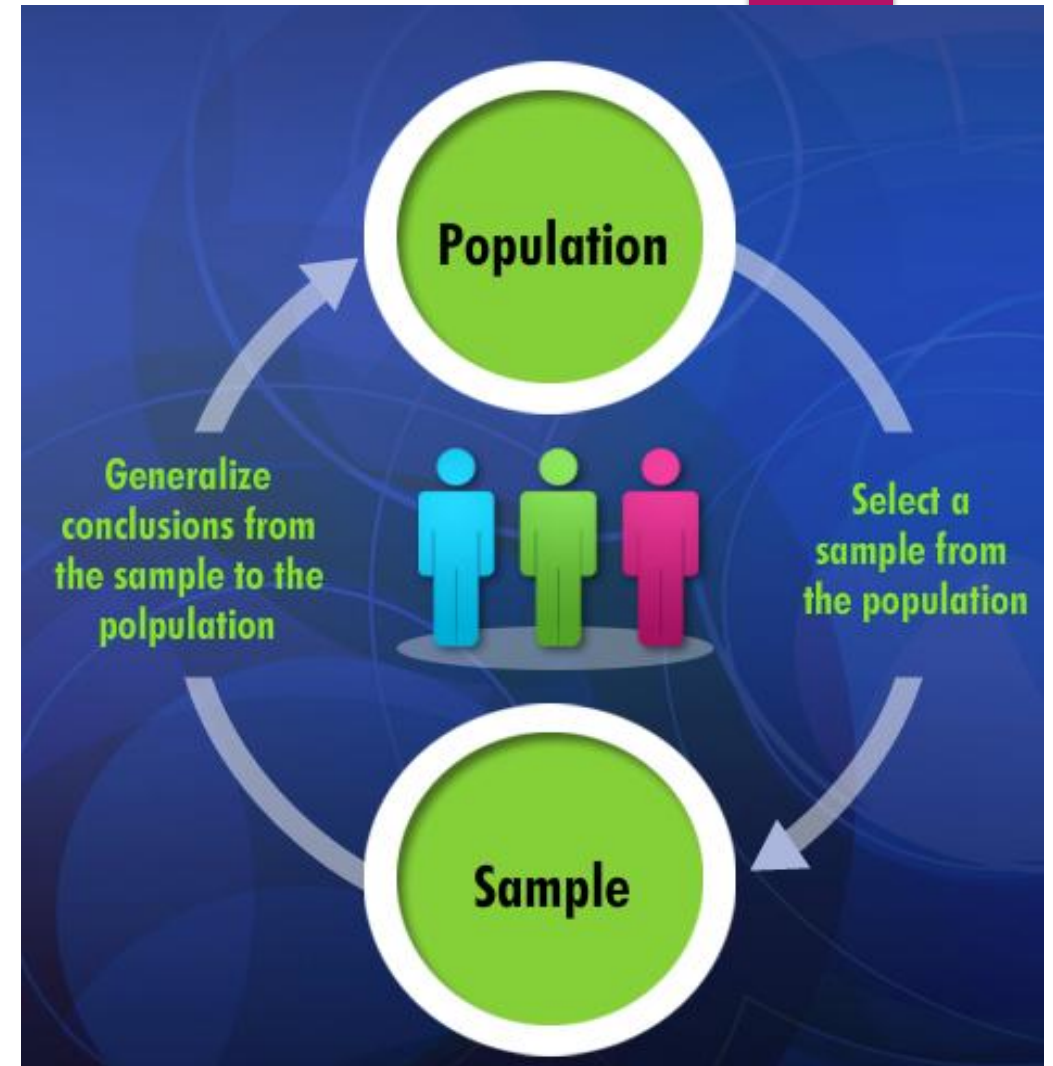 Population
Generalize
conclusions from
the sample to the
polpulation
Select a
sample from
the population
Sample